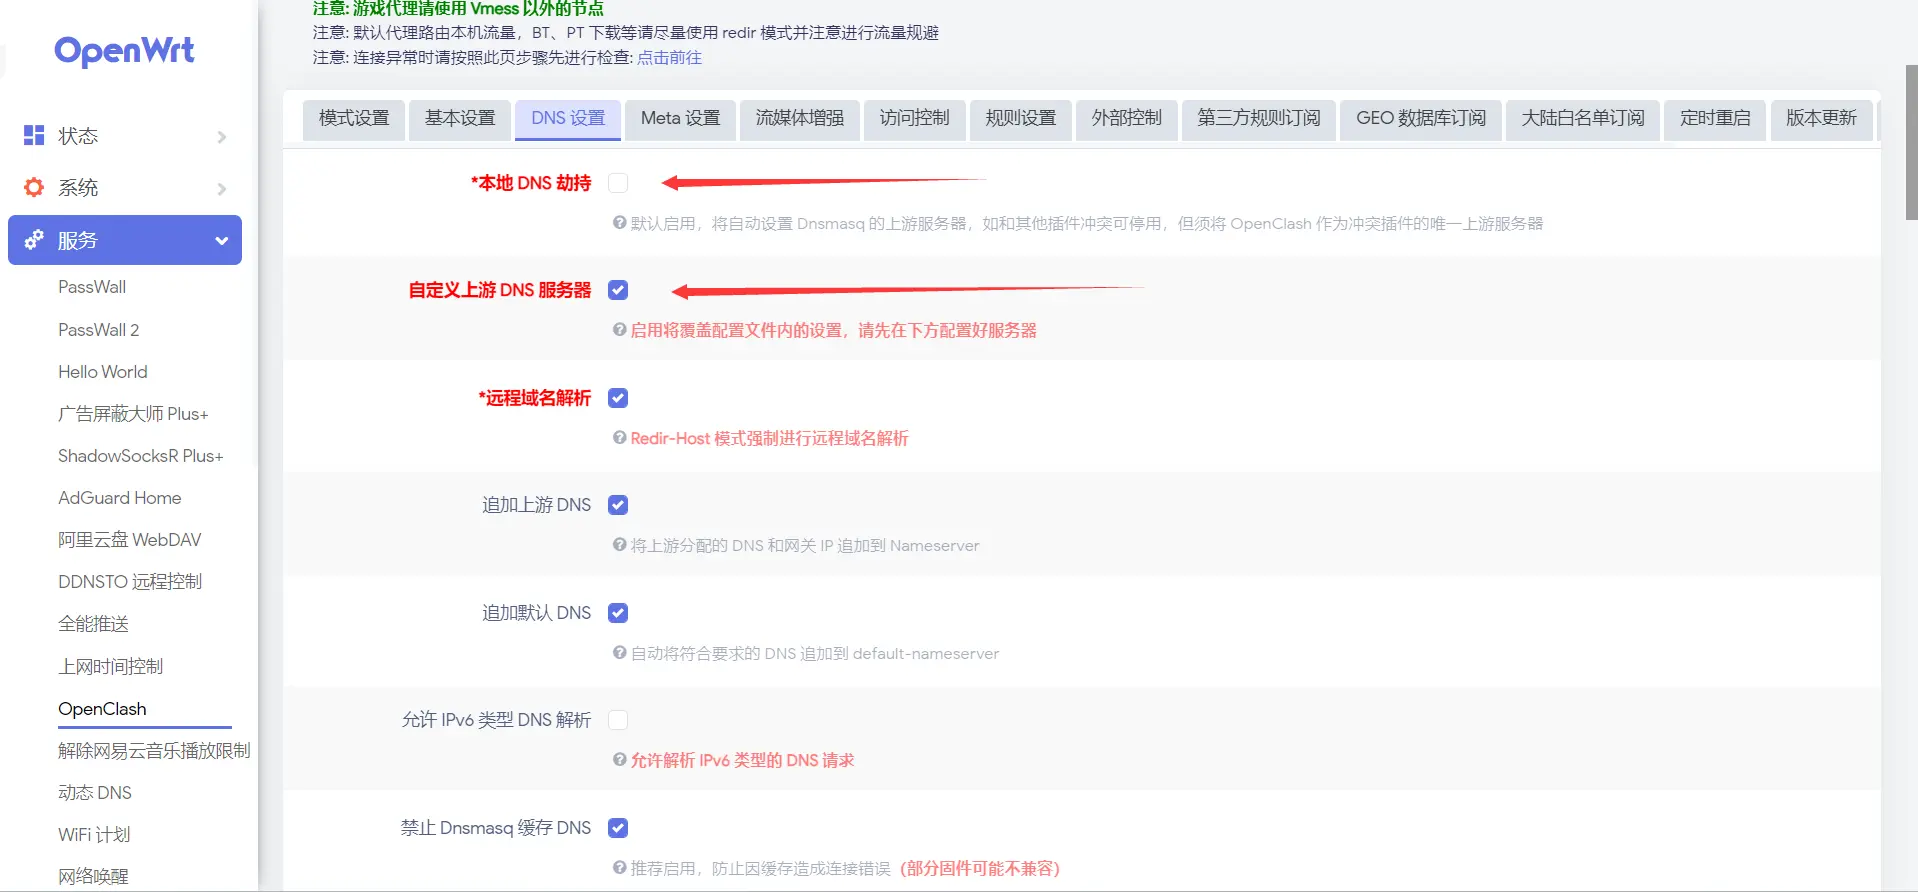 OpenWrt
状态
系统
服务
PassWall
PassWall 2
Hello World
广告屏蔽大师 Plus+
ShadowSocksR Plus+
AdGuard Home
阿里云盘 WebDAV
DDNSTO 远程控制
全能推送
上网时间控制
OpenClash
解除网易云音乐播放限制
动态 DNS
WiFi 计划
网络唤醒
注意: 游戏代理请使用 Vmess 以外的节点
注意: 默认代理路由本机流量，BT、PT 下载等请尽量使用 redir 模式并注意进行流量规避
注意: 连接异常时请按照此页步骤先进行检查: 点击前往
模式设置 基本设置 DNS 设置 Meta 设置 流媒体增强 访问控制 规则设置 外部控制 第三方规则订阅 GEO 数据库订阅 大陆白名单订阅 定时重启 版本更新
*本地 DNS 劫持
默认启用，将自动设置 Dnsmasq 的上游服务器，如和其他插件冲突可停用，但须将 OpenClash 作为冲突插件的唯一上游服务器
自定义上游 DNS 服务器
启用将覆盖配置文件内的设置，请先在下方配置好服务器
*远程域名解析
Redir-Host 模式强制进行远程域名解析
追加上游 DNS
将上游分配的 DNS 和网关 IP 追加到 Nameserver
追加默认 DNS
自动将符合要求的 DNS 追加到 default-nameserver
允许 IPv6 类型 DNS 解析
允许解析 IPv6 类型的 DNS 请求
禁止 Dnsmasq 缓存 DNS
推荐启用，防止因缓存造成连接错误（部分固件可能不兼容）